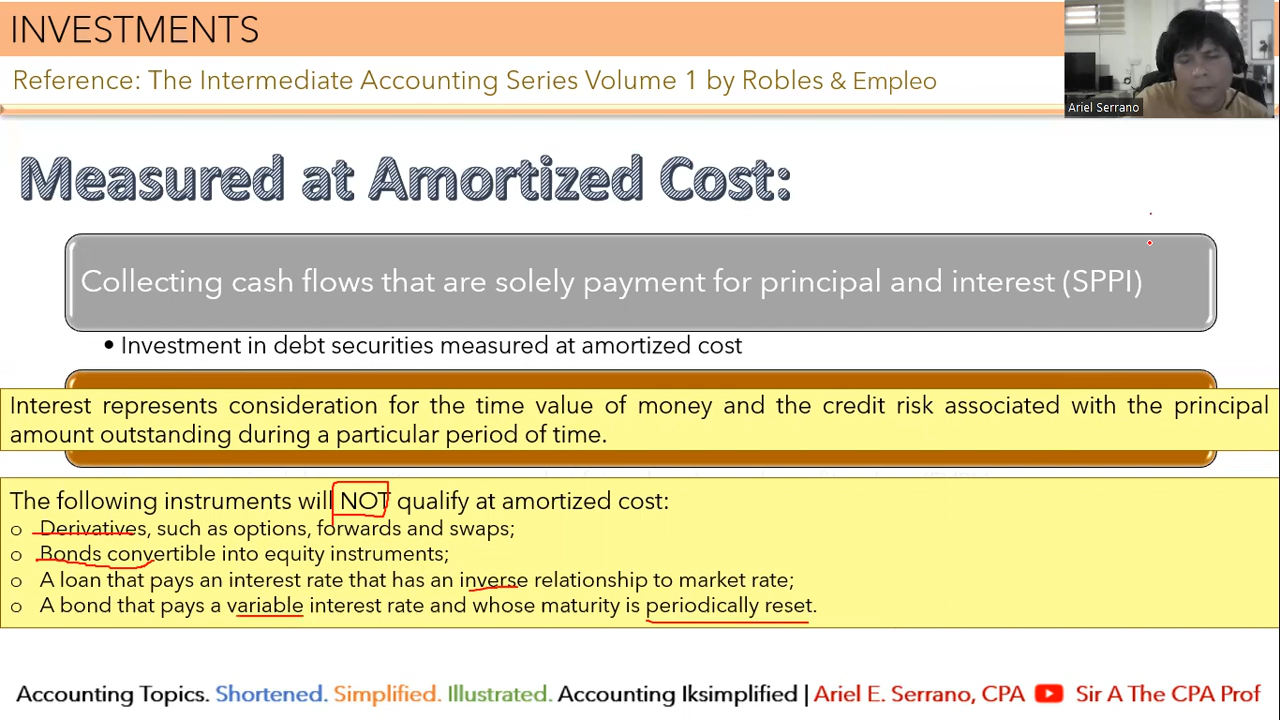 INVESTMENTS
Reference: The Intermediate Accounting Series Volume 1 by Robles & Empleo
Ariel Serrano
Measured at Amortized Cost:
Collecting cash flows that are solely payment for principal and interest (SPPI)
• Investment in debt securities measured at amortized cost
Interest represents consideration for the time value of money and the credit risk associated with the principal
amount outstanding during a particular period of time.
The following instruments will NOT qualify at amortized cost:
o Derivatives, such as options, forwards and swaps;
o Bonds convertible into equity instruments;
o A loan that pays an interest rate that has an inverse relationship to market rate;
o A bond that pays a variable interest rate and whose maturity is periodically reset.
Accounting Topics. Shortened. Simplified. Illustrated. Accounting Iksimplified | Ariel E. Serrano, CPA Sir A The CPA Prof